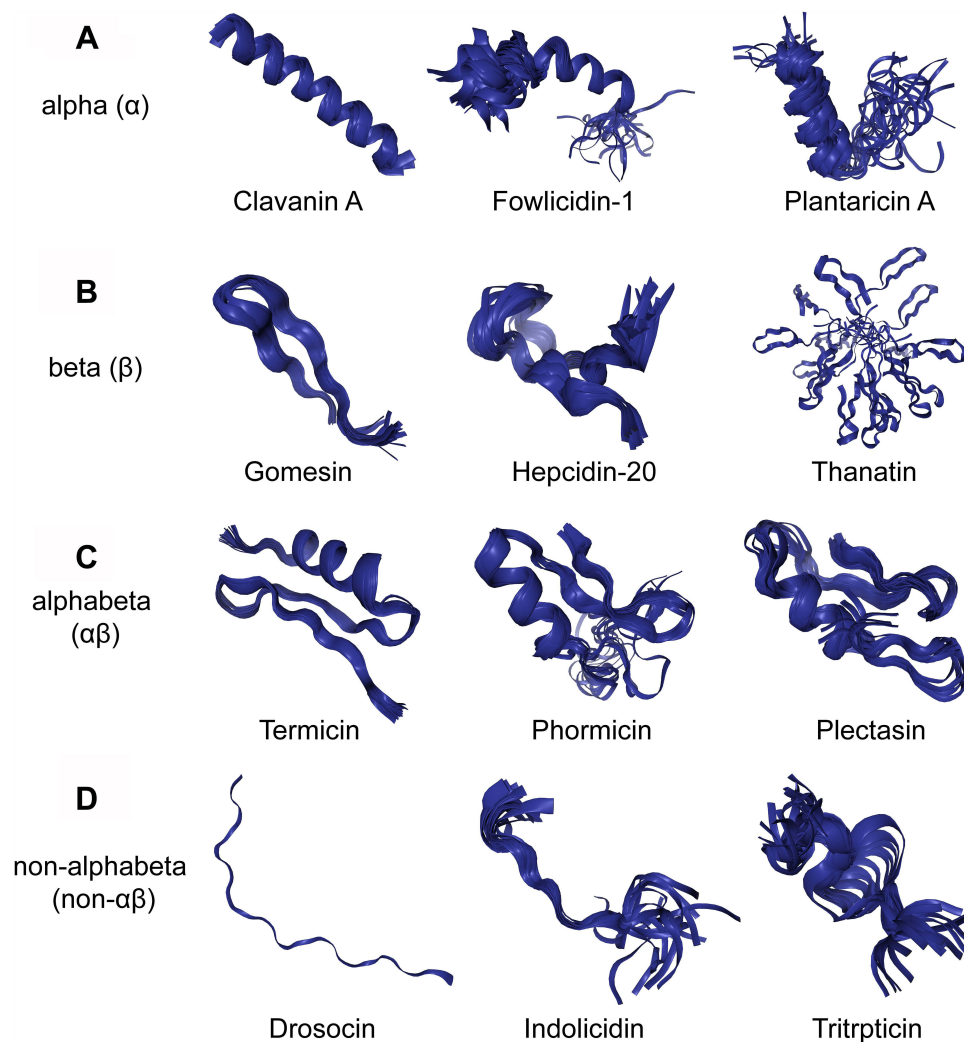 A
alpha (α)
Clavanin A
Fowlicidin-1
Plantaricin A
B
beta (β)
Gomesin
Hepcidin-20
Thanatin
C
alphabeta
(αβ)
Termicin
Phormicin
Plectasin
D
non-alphabeta
(non-αβ)
Drosocin
Indolicidin
Tritrpticin